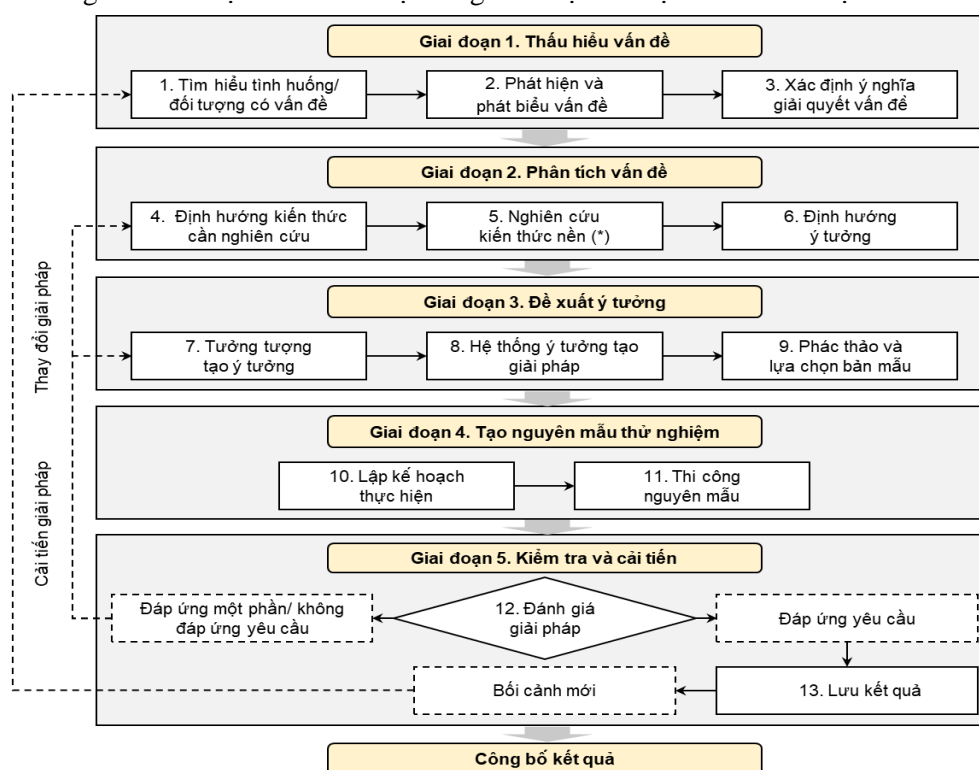 Giai đoạn 1. Thấu hiểu vấn đề
1. Tìm hiểu tình huống/
đối tượng có vấn đề
2. Phát hiện và
phát biểu vấn đề
3. Xác định ý nghĩa
giải quyết vấn đề
Giai đoạn 2. Phân tích vấn đề
4. Định hướng kiến thức
cần nghiên cứu
5. Nghiên cứu
kiến thức nền (*)
6. Định hướng
ý tưởng
Giai đoạn 3. Đề xuất ý tưởng
7. Tưởng tượng
tạo ý tưởng
8. Hệ thống ý tưởng tạo
giải pháp
9. Phác thảo và
lựa chọn bản mẫu
Thay đổi giải pháp
Cải tiến giải pháp
Giai đoạn 4. Tạo nguyên mẫu thử nghiệm
10. Lập kế hoạch
thực hiện
11. Thi công
nguyên mẫu
Giai đoạn 5. Kiểm tra và cải tiến
Đáp ứng một phần/ không
đáp ứng yêu cầu
12. Đánh giá
giải pháp
Đáp ứng yêu cầu
Bối cảnh mới
13. Lưu kết quả
Công bố kết quả